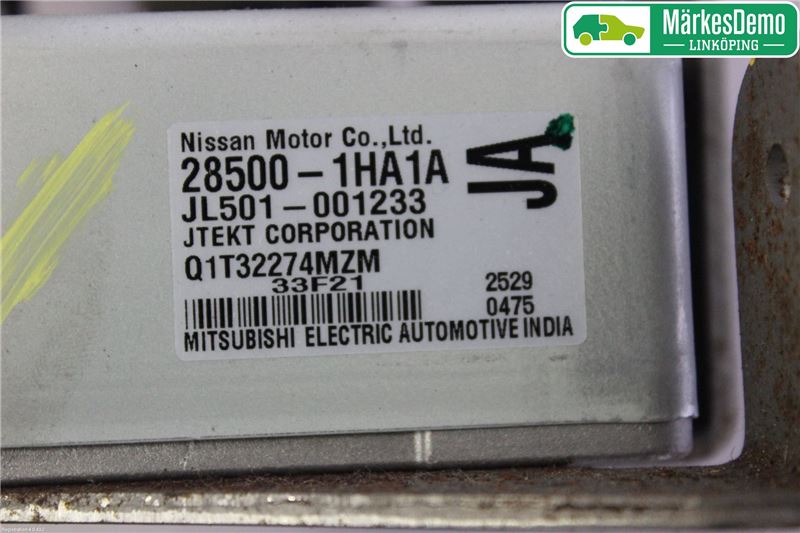 MärkesDemo
LINKÖPING
Nissan Motor Co.,Ltd.
28500-1HA1A
JA
JL501-001233
JTEKT CORPORATION
Q1T32274MZM
33F21
2529
0475
MITSUBISHI ELECTRIC AUTOMOTIVE INDIA